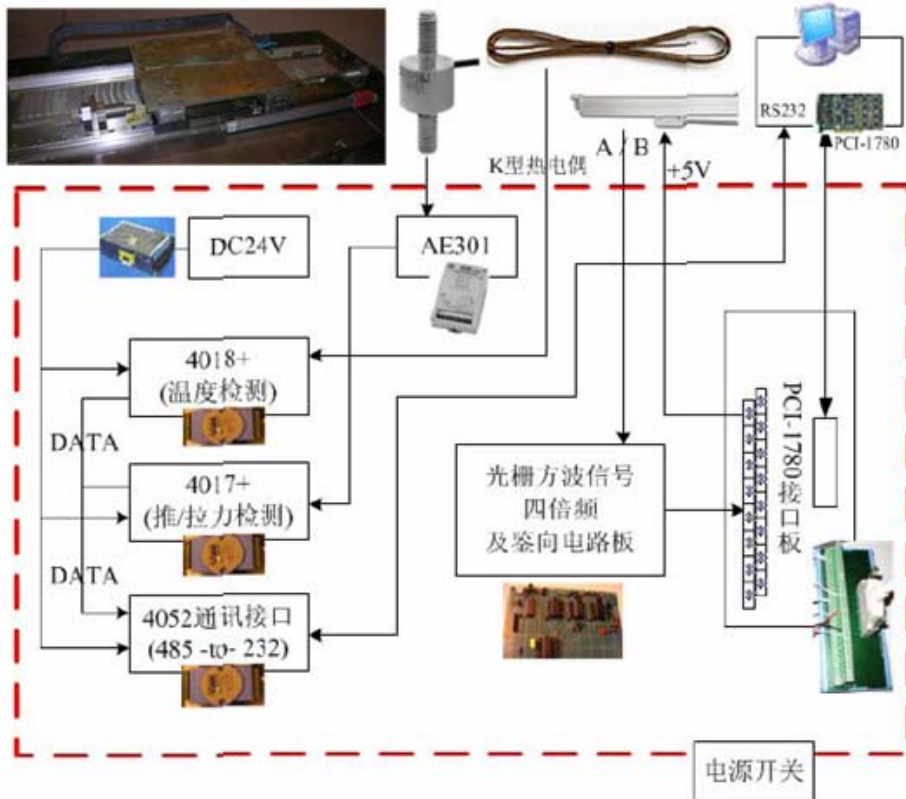 RS232
PCI-1780
K型热电偶
A / B
+5V
DC24V
AE301
4018+
(温度检测)
DATA
4017+
(推/拉力检测)
DATA
4052通讯接口
(485 -to- 232)
光栅方波信号
四倍频
及鉴向电路板
PCI-1780接口板
电源开关